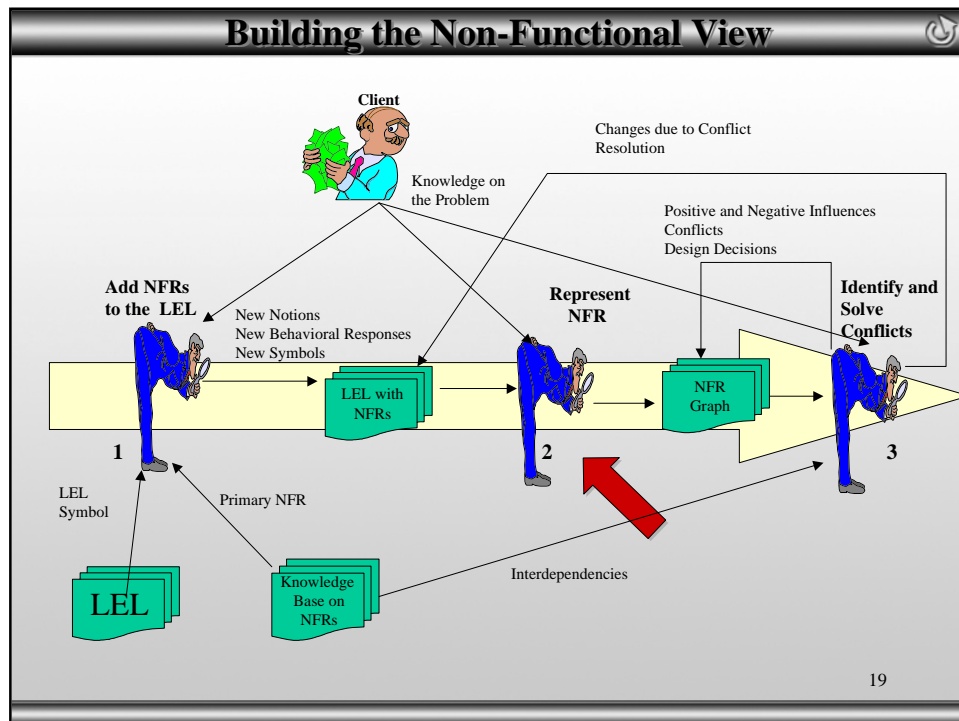 Building the Non-Functional View
Client
Changes due to Conflict
Resolution
Knowledge on
the Problem
Positive and Negative Influences
Conflicts
Design Decisions
Add NFRs
to the LEL
New Notions
New Behavioral Responses
New Symbols
Represent
NFR
Identify and
Solve
Conflicts
LEL with
NFRs
NFR
Graph
1
2
3
LEL
Symbol
Primary NFR
Interdependencies
LEL
Knowledge
Base on
NFRs
19